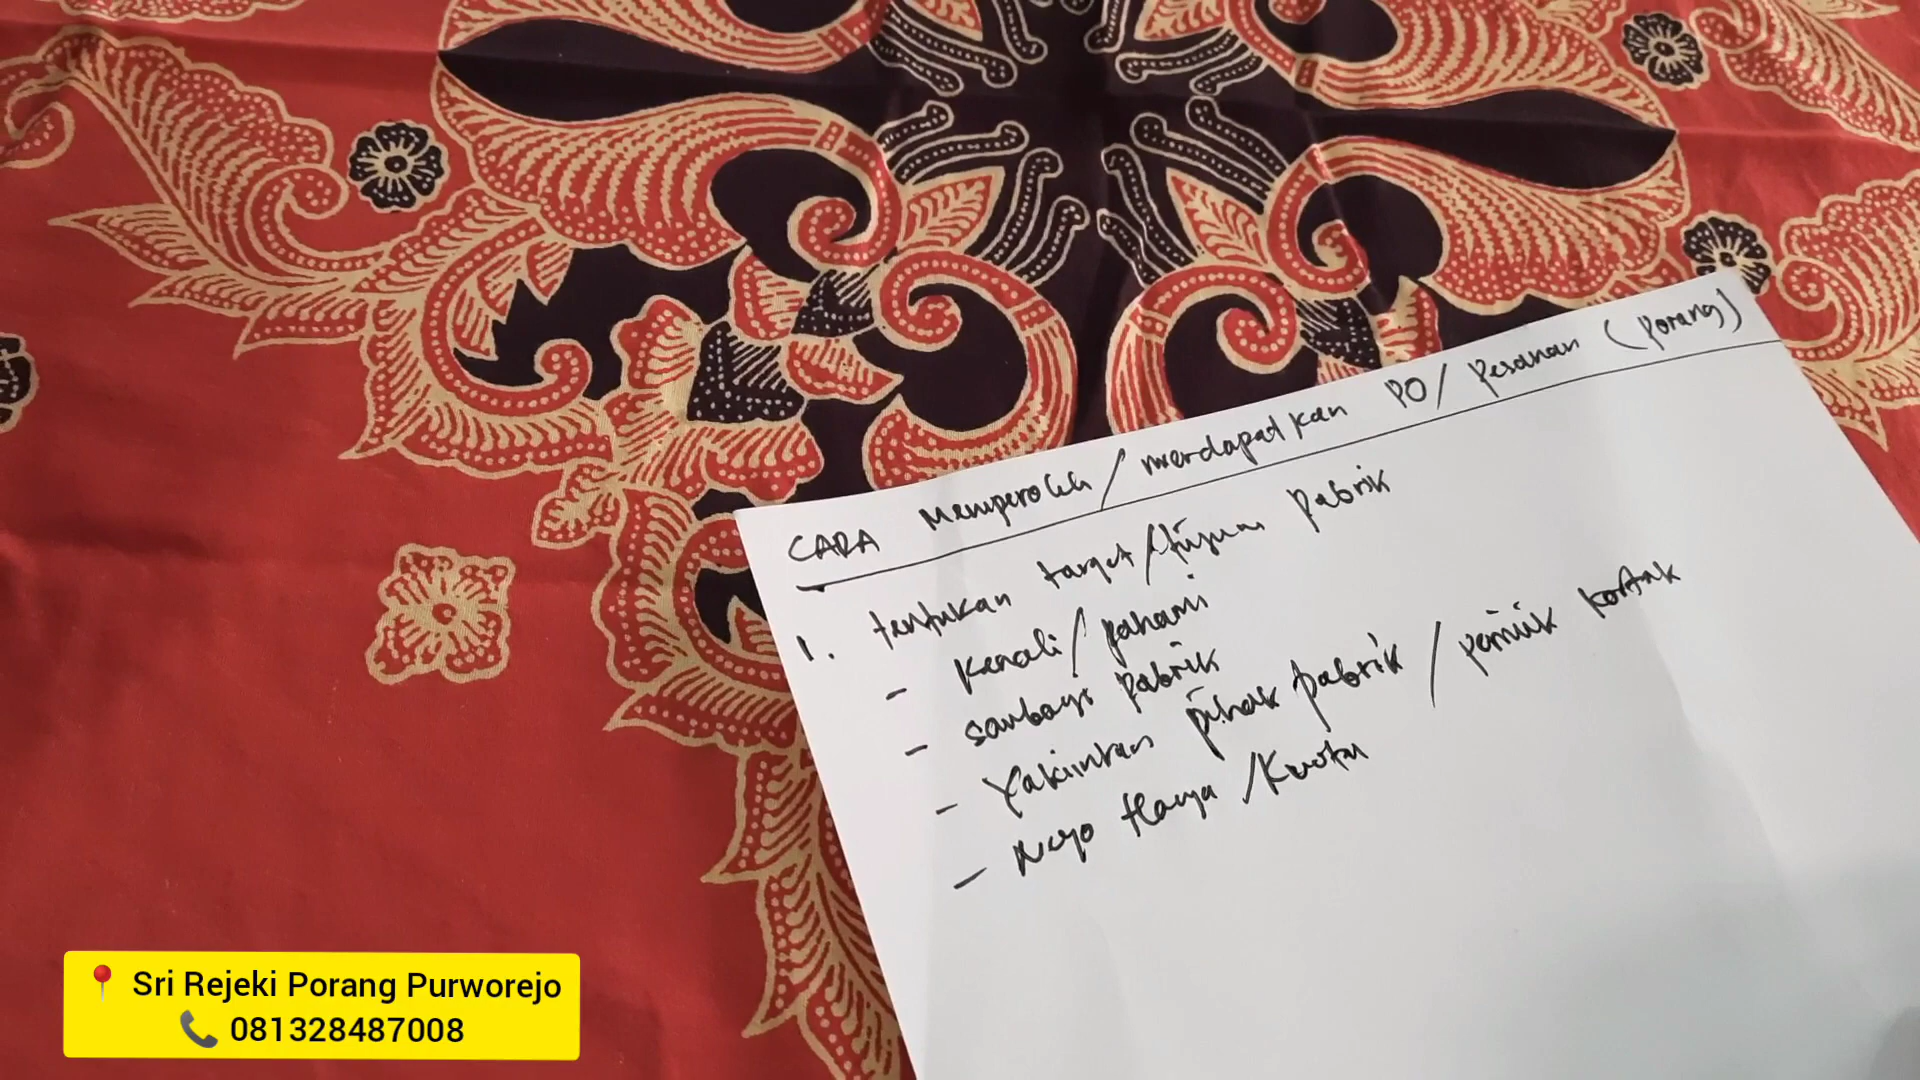 CARA Memperoleh / mendapatkan PO / pesanan (porang)
1. tentukan target / tujuan pabrik
- kenali / pahami
- sambangi pabrik
- Yakinkan pihak pabrik / pemilik kontrak
- Nego Harga / Kuota
📍 Sri Rejeki Porang Purworejo
📞 081328487008